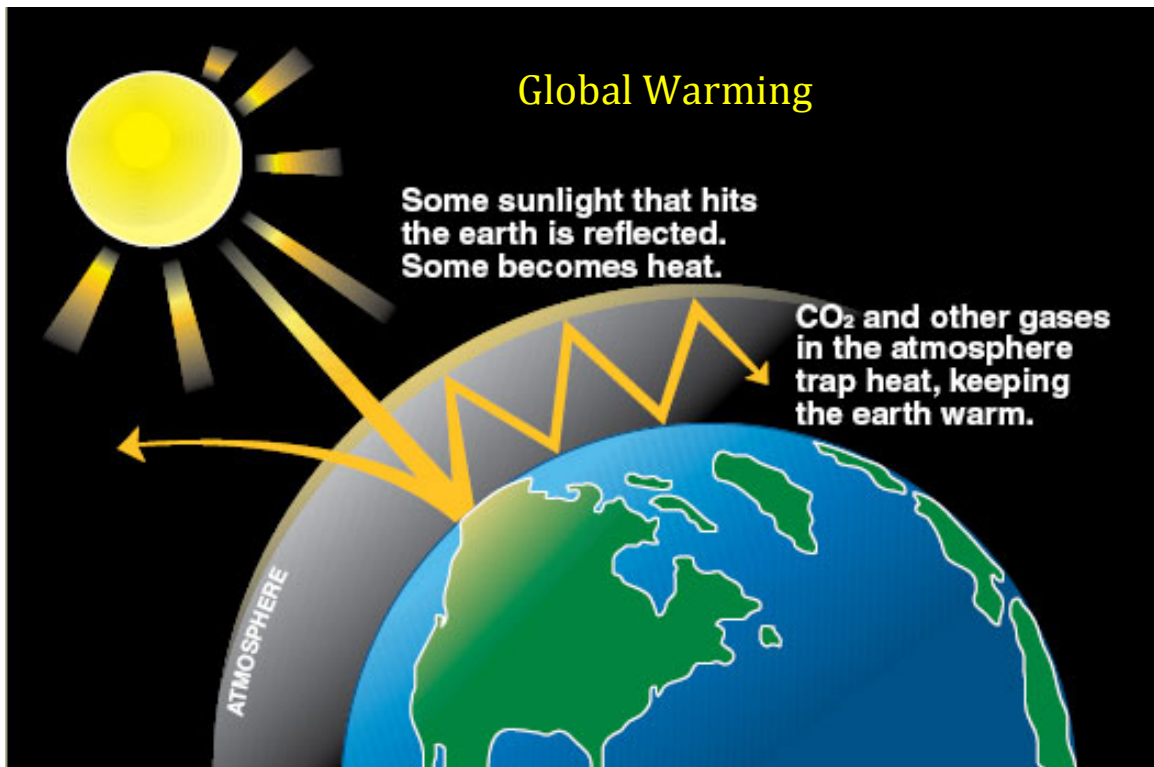 Global Warming
Some sunlight that hits
the earth is reflected.
Some becomes heat.
CO₂ and other gases
in the atmosphere
trap heat, keeping
the earth warm.
ATMOSPHERE